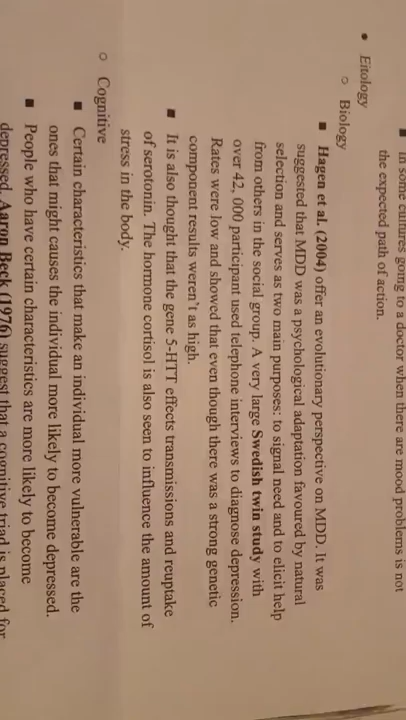 ▪ In some cultures going to a doctor when there are mood problems is not
the expected path of action.
• Eitology
○ Biology
▪ Hagen et al. (2004) offer an evolutionary perspective on MDD. It was
suggested that MDD was a psychological adaptation favoured by natural
selection and serves as two main purposes: to signal need and to elicit help
from others in the social group. A very large Swedish twin study with
over 42, 000 participant used telephone interviews to diagnose depression.
Rates were low and showed that even though there was a strong genetic
component results weren't as high.
▪ It is also thought that the gene 5-HTT effects transmissions and reuptake
of serotonin. The hormone cortisol is also seen to influence the amount of
stress in the body.
○ Cognitive
▪ Certain characteristics that make an individual more vulnerable are the
ones that might causes the individual more likely to become depressed.
▪ People who have certain characteristics are more likely to become
depressed. Aaron Beck (1976) suggest that a cognitive triad is placed for